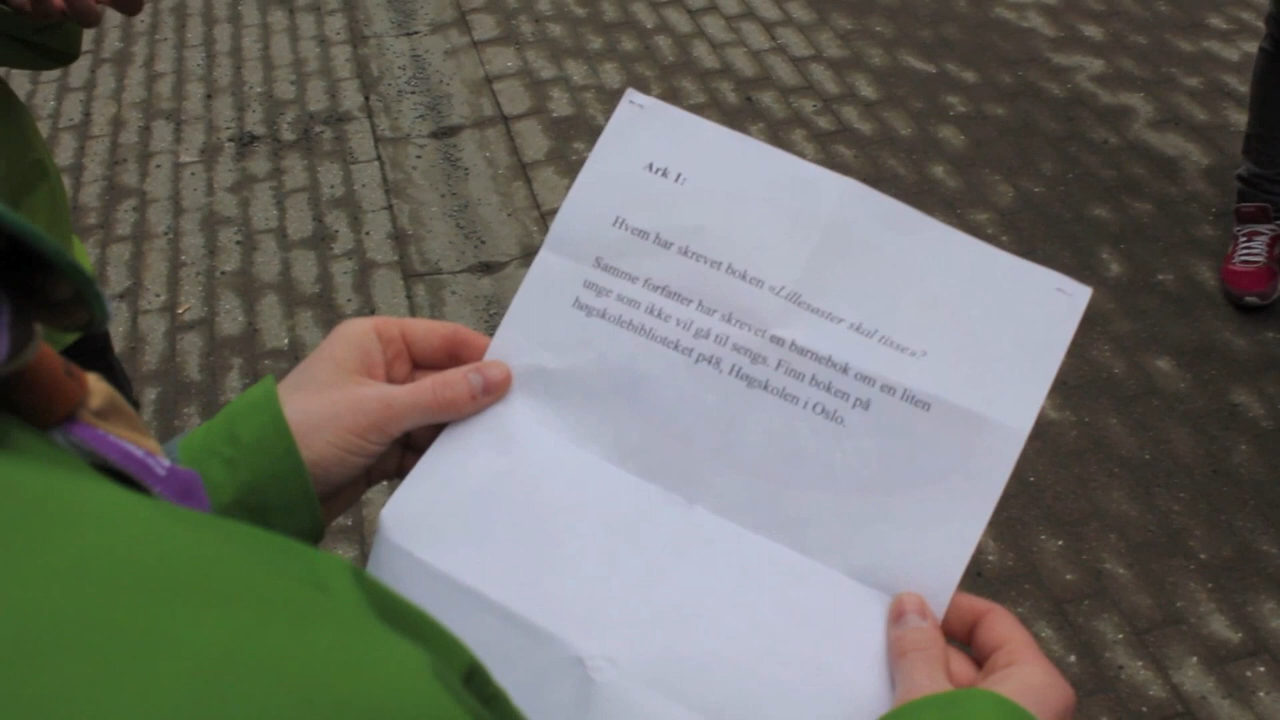 Ark 1:
Hvem har skrevet boken «Lillesøster skal tisse»?
Samme forfatter har skrevet en barnebok om en liten
unge som ikke vil gå til sengs. Finn boken på
høgskolebiblioteket p48, Høgskolen i Oslo.